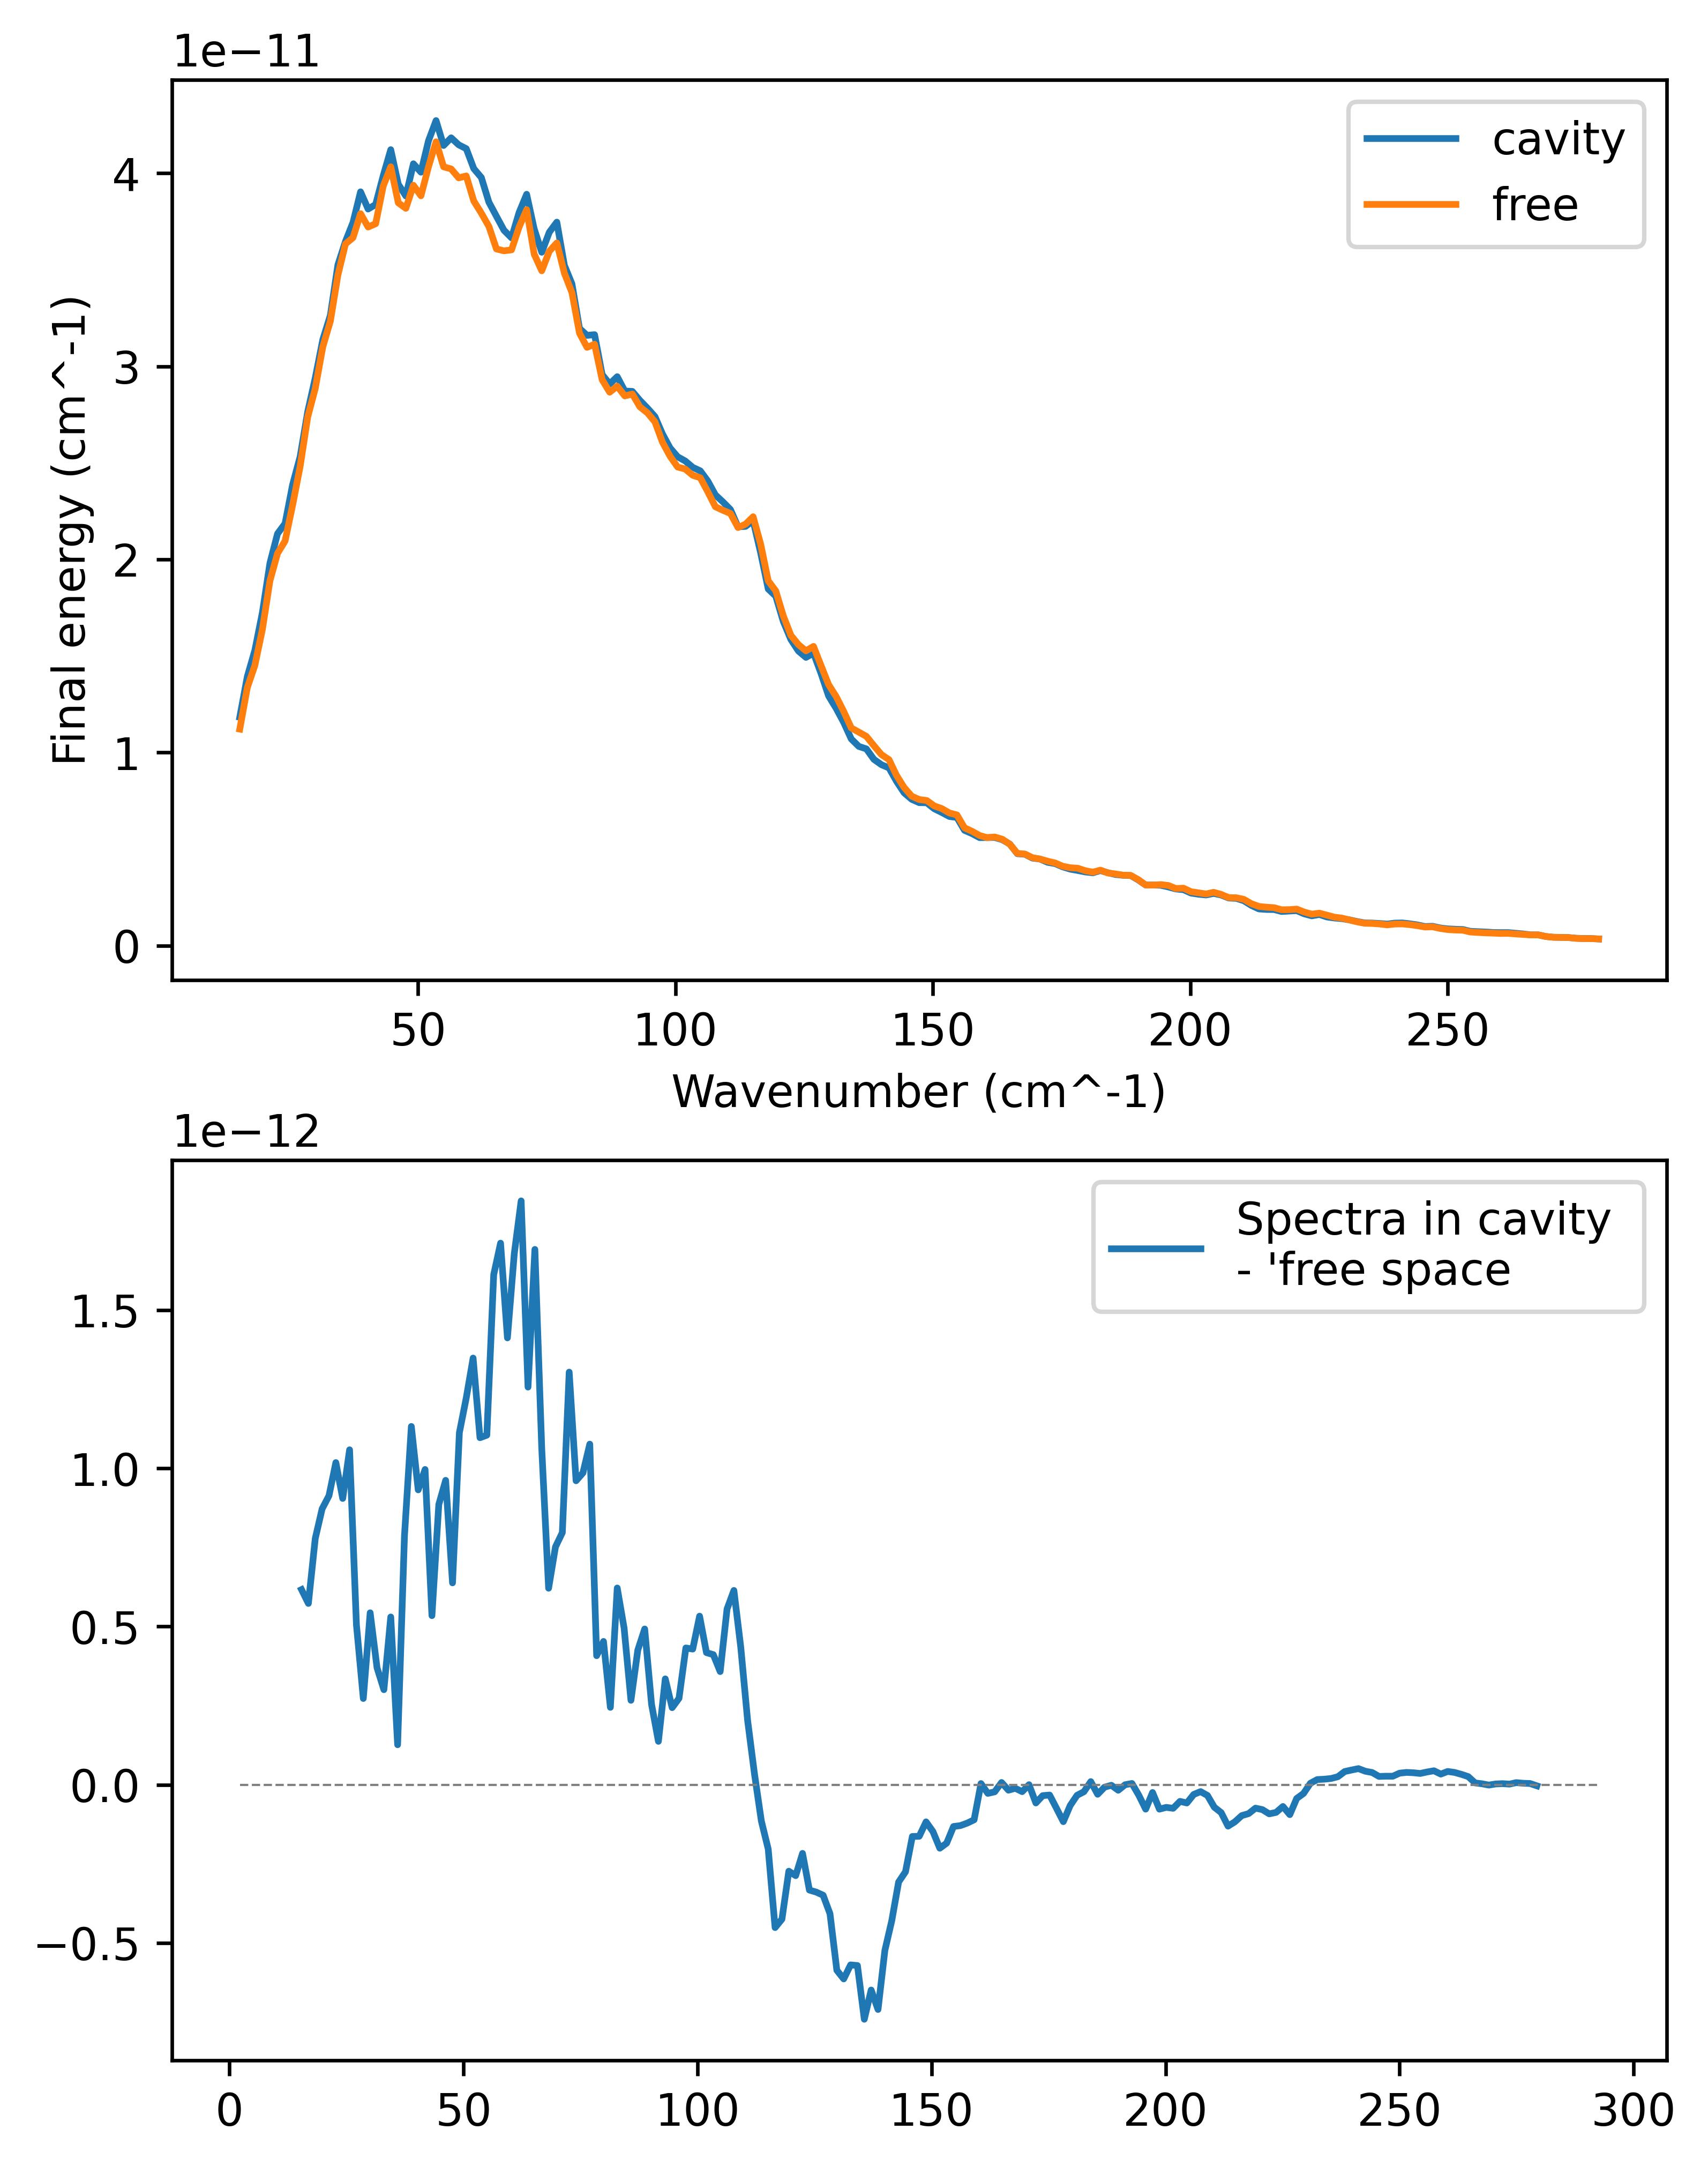 1e−11
cavity
free
Final energy (cm^-1)
4
3
2
1
0
50 100 150 200 250
Wavenumber (cm^-1)
1e−12
Spectra in cavity
- 'free space
1.5
1.0
0.5
0.0
−0.5
0 50 100 150 200 250 300